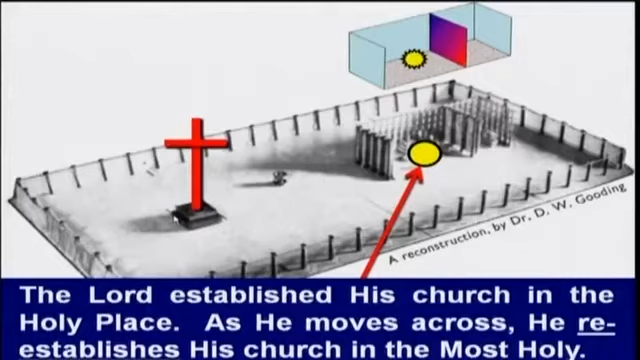 A reconstruction, by Dr. D. W. Gooding
The Lord established His church in the
Holy Place. As He moves across, He re-
establishes His church in the Most Holy.